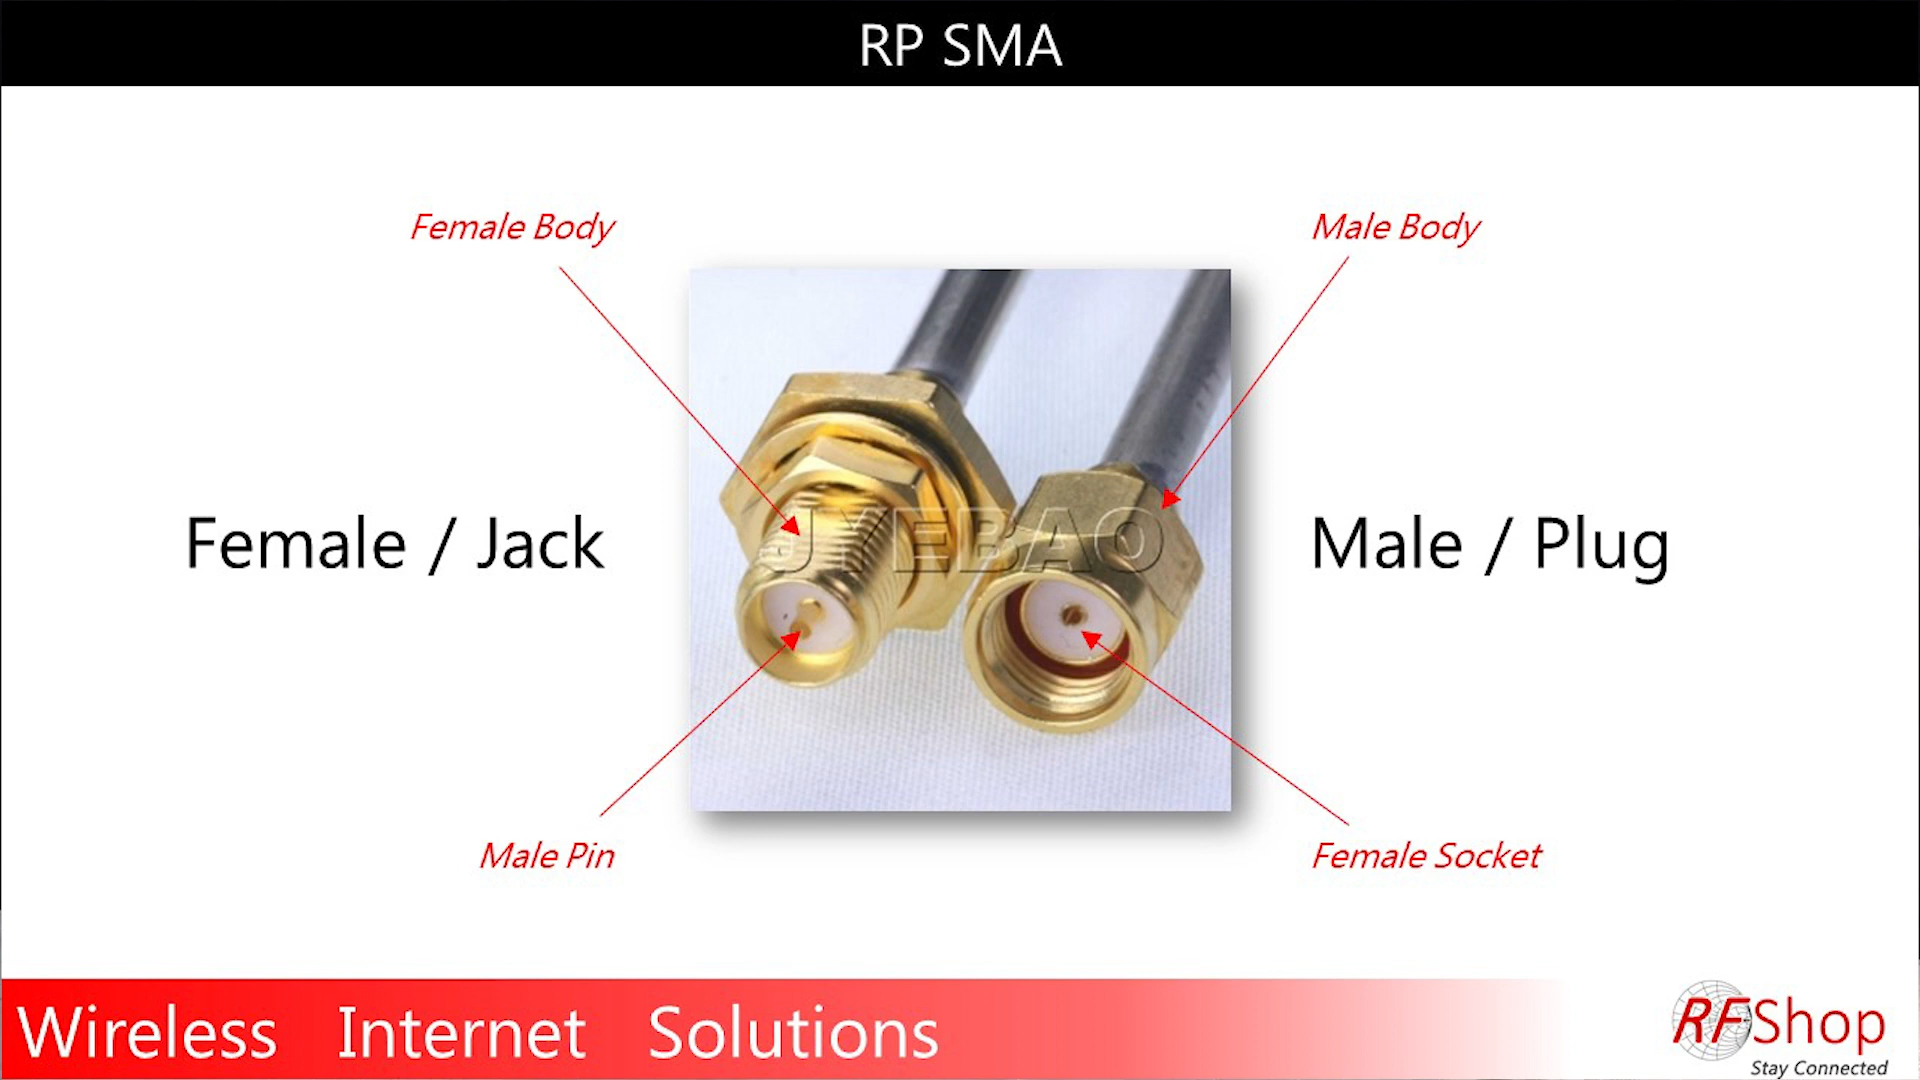 RP SMA
Female Body
Male Body
JYEBAO
Female / Jack
Male / Plug
Male Pin
Female Socket
Wireless Internet Solutions
RFShop
Stay Connected